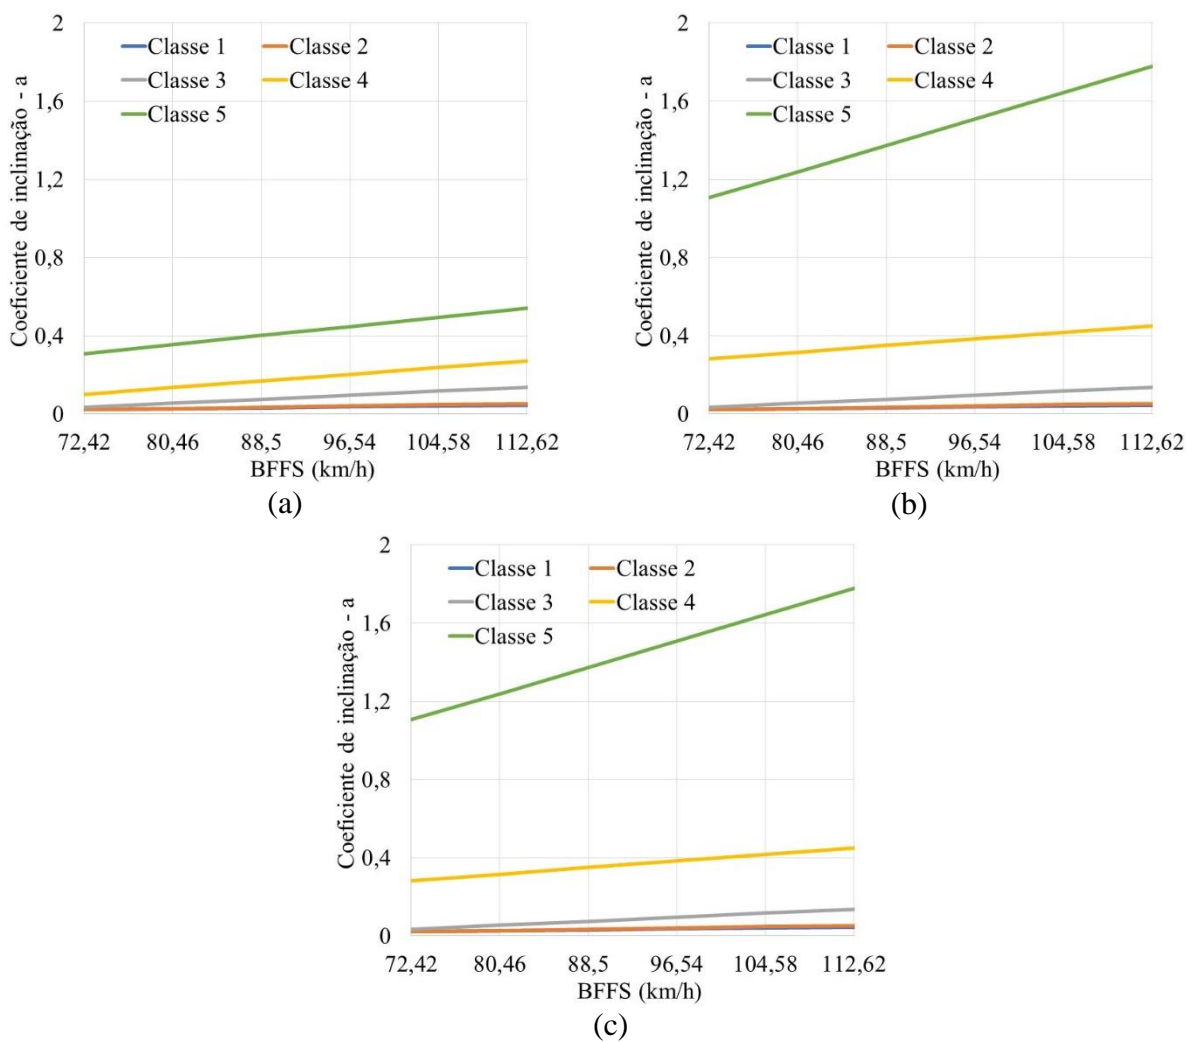 2
Classe 1 Classe 2
Classe 3 Classe 4
Classe 5
1,6
1,2
0,8
0,4
0
Coeficiente de inclinação - a
72,42 80,46 88,5 96,54 104,58 112,62
BFFS (km/h)
(a)
2
Classe 1 Classe 2
Classe 3 Classe 4
Classe 5
1,6
1,2
0,8
0,4
0
Coeficiente de inclinação - a
72,42 80,46 88,5 96,54 104,58 112,62
BFFS (km/h)
(b)
2
Classe 1 Classe 2
Classe 3 Classe 4
Classe 5
1,6
1,2
0,8
0,4
0
Coeficiente de inclinação - a
72,42 80,46 88,5 96,54 104,58 112,62
BFFS (km/h)
(c)